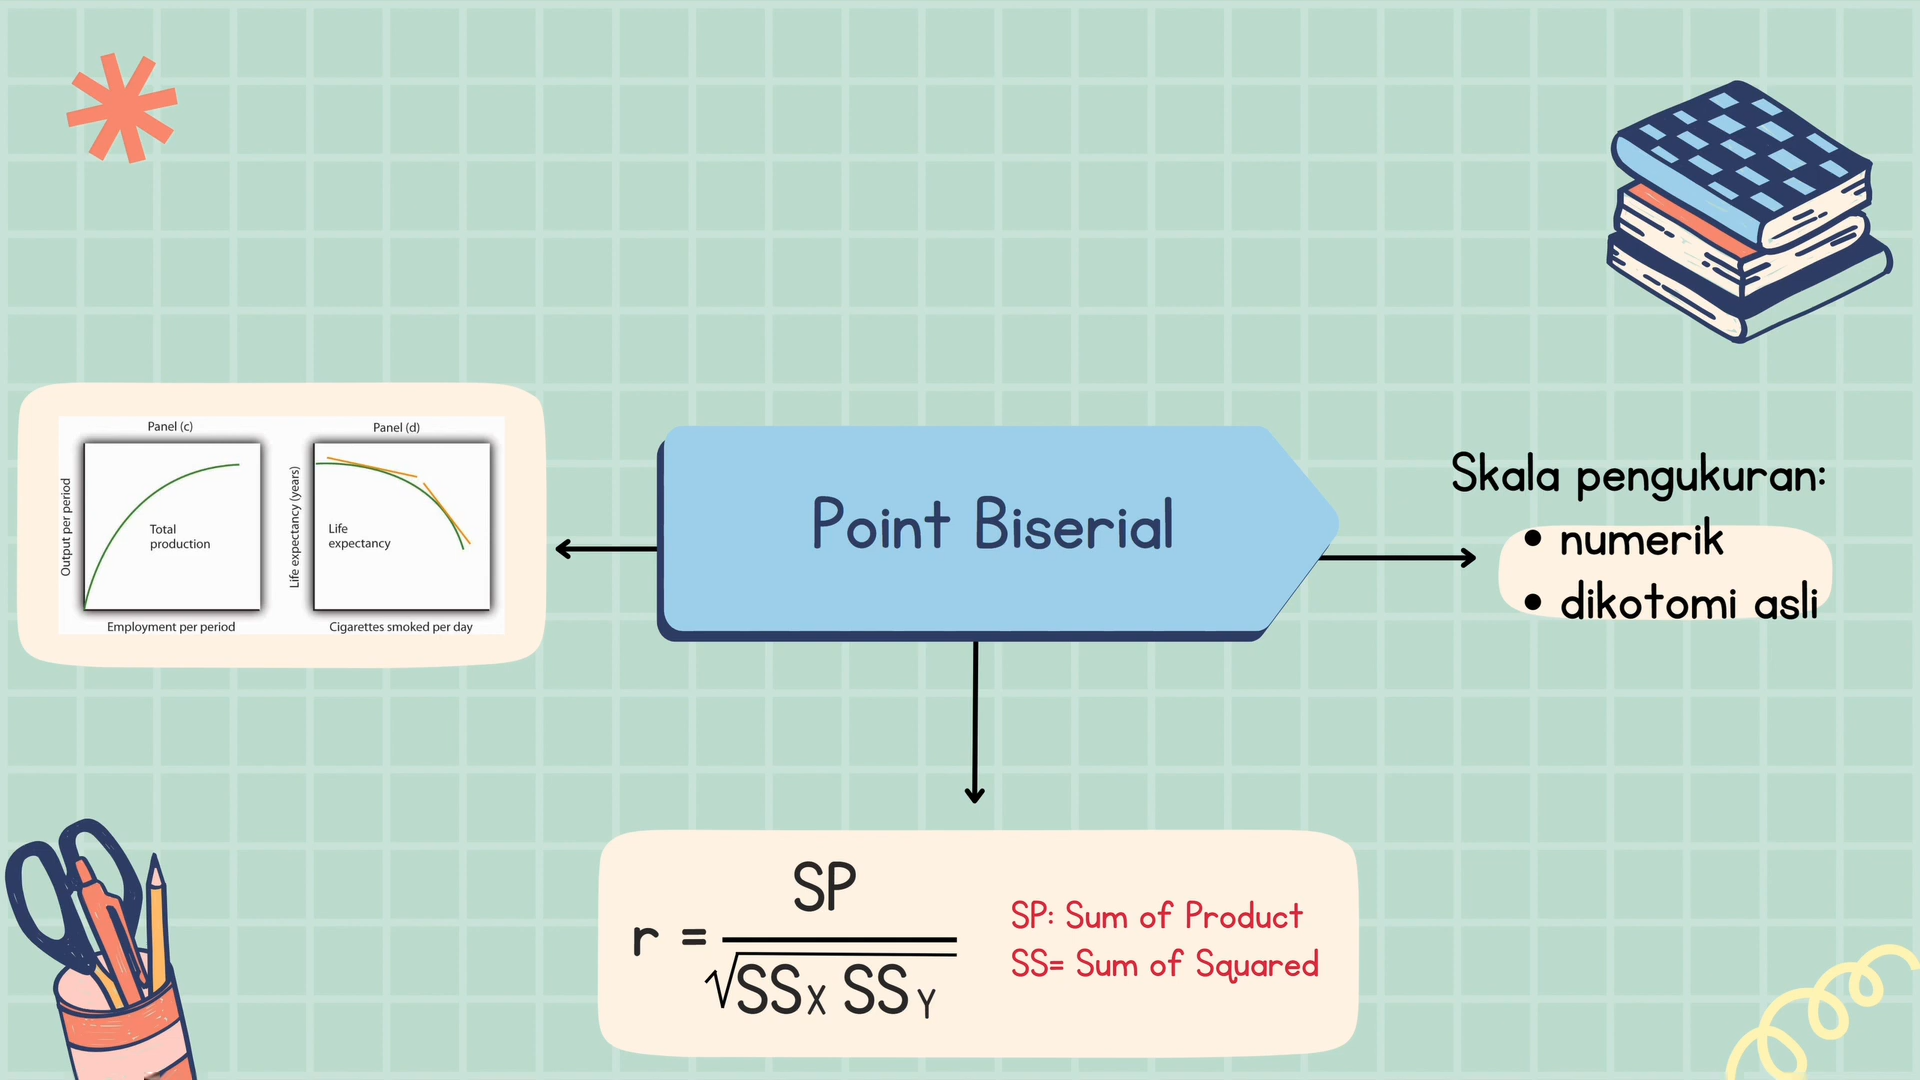 Panel (c)
Panel (d)
Output per period
Total
production
Life expectancy (years)
Life
expectancy
Employment per period
Cigarettes smoked per day
Point Biserial
Skala pengukuran:
• numerik
• dikotomi asli
r = SP
√SSX SSY
SP: Sum of Product
SS= Sum of Squared